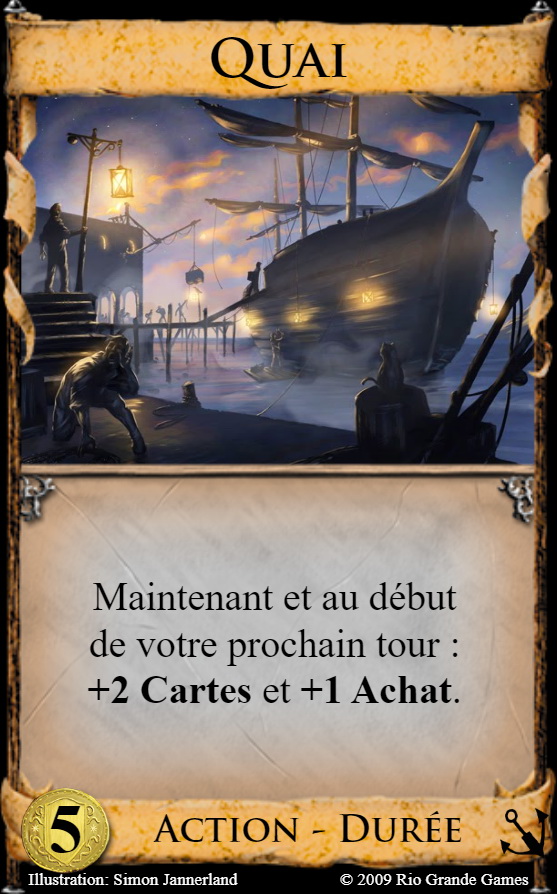 Quai
Maintenant et au début
de votre prochain tour :
+2 Cartes et +1 Achat.
5
Action - Durée
Illustration: Simon Jannerland © 2009 Rio Grande Games